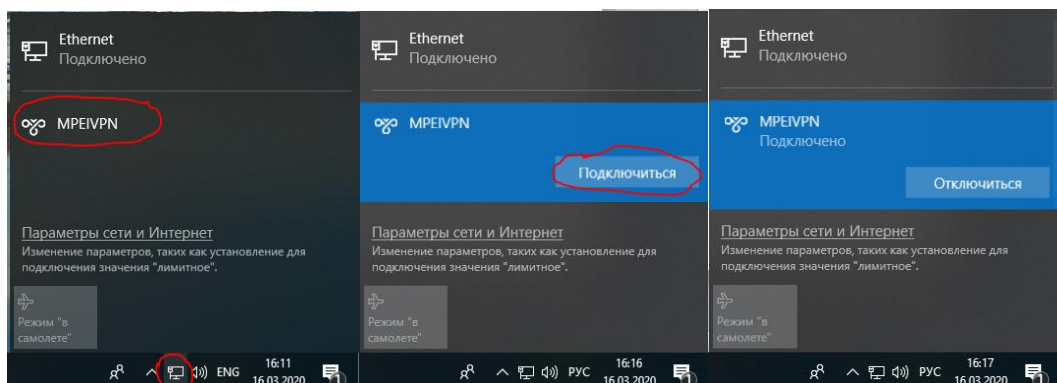 Ethernet
Подключено
MPEIVPN
Параметры сети и Интернет
Изменение параметров, таких как установление для
подключения значения "лимитное".
Режим "в
самолете"
ENG
16:11
16.03.2020
1
Ethernet
Подключено
MPEIVPN
Подключиться
Параметры сети и Интернет
Изменение параметров, таких как установление для
подключения значения "лимитное".
Режим "в
самолете"
РУС
16:16
16.03.2020
1
Ethernet
Подключено
MPEIVPN
Подключено
Отключиться
Параметры сети и Интернет
Изменение параметров, таких как установление для
подключения значения "лимитное".
Режим "в
самолете"
РУС
16:17
16.03.2020
1